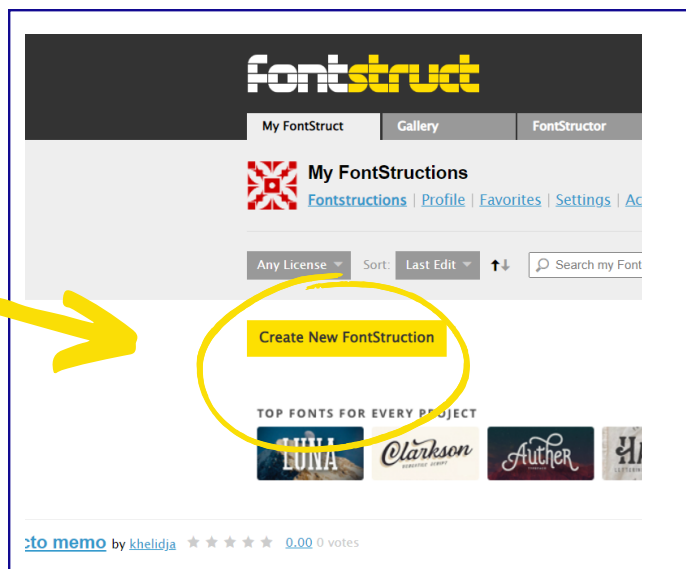 Fontstruct
My FontStruct Gallery FontStructor
My FontStructions
Fontstructions | Profile | Favorites | Settings | Ac
Any License Sort: Last Edit Search my Font
Create New FontStruction
TOP FONTS FOR EVERY PROJECT
LUNA Clarkson Auther HA
cto memo by khelidja 0.00 0 votes